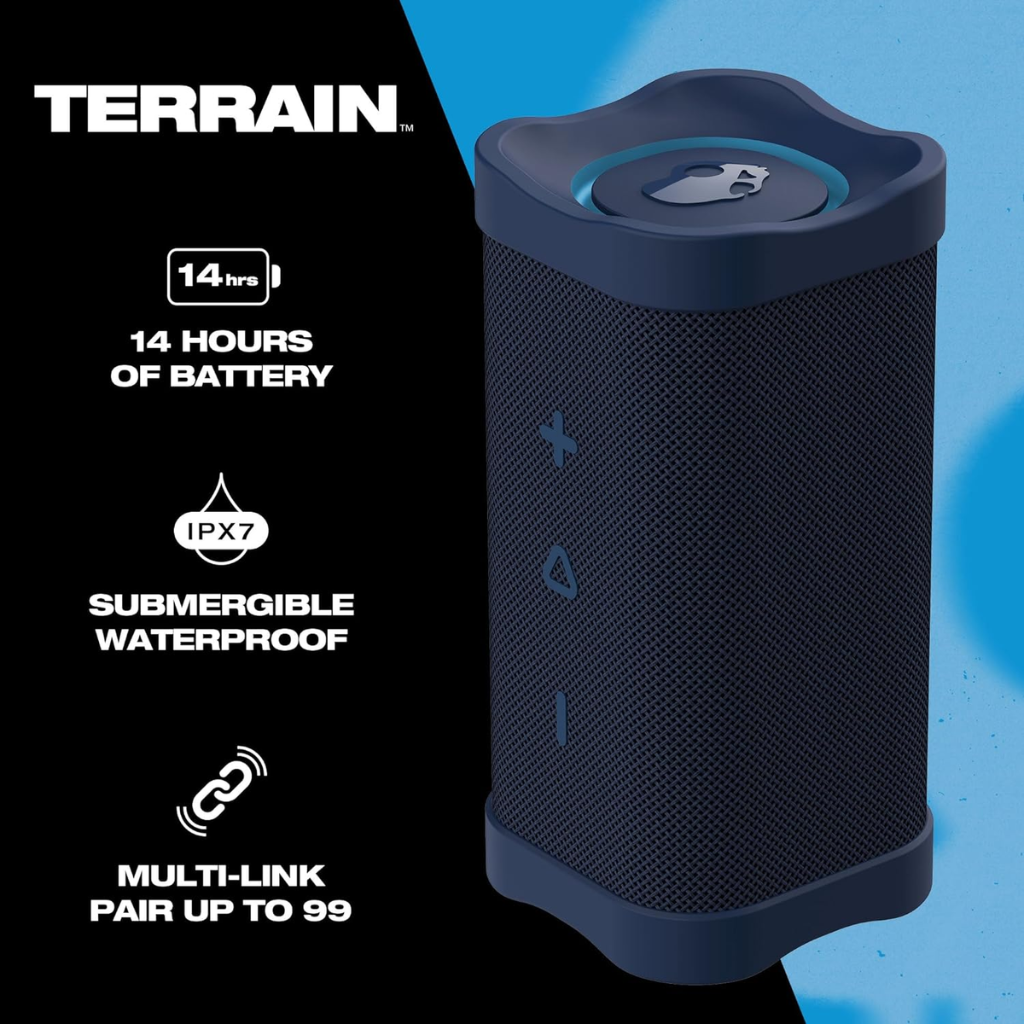 TERRAIN™
14hrs
14 HOURS
OF BATTERY
IPX7
SUBMERGIBLE
WATERPROOF
MULTI-LINK
PAIR UP TO 99